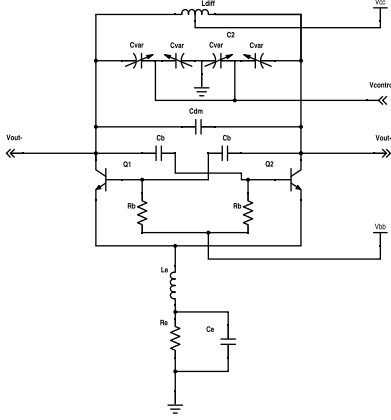 Ldiff
Vcc
C2
Cvar Cvar Cvar Cvar
Vcontro
Cdm
Vout- Cb Cb Vout-
Q1 Q2
Rb Rb
Vbb
Le
Re Ce